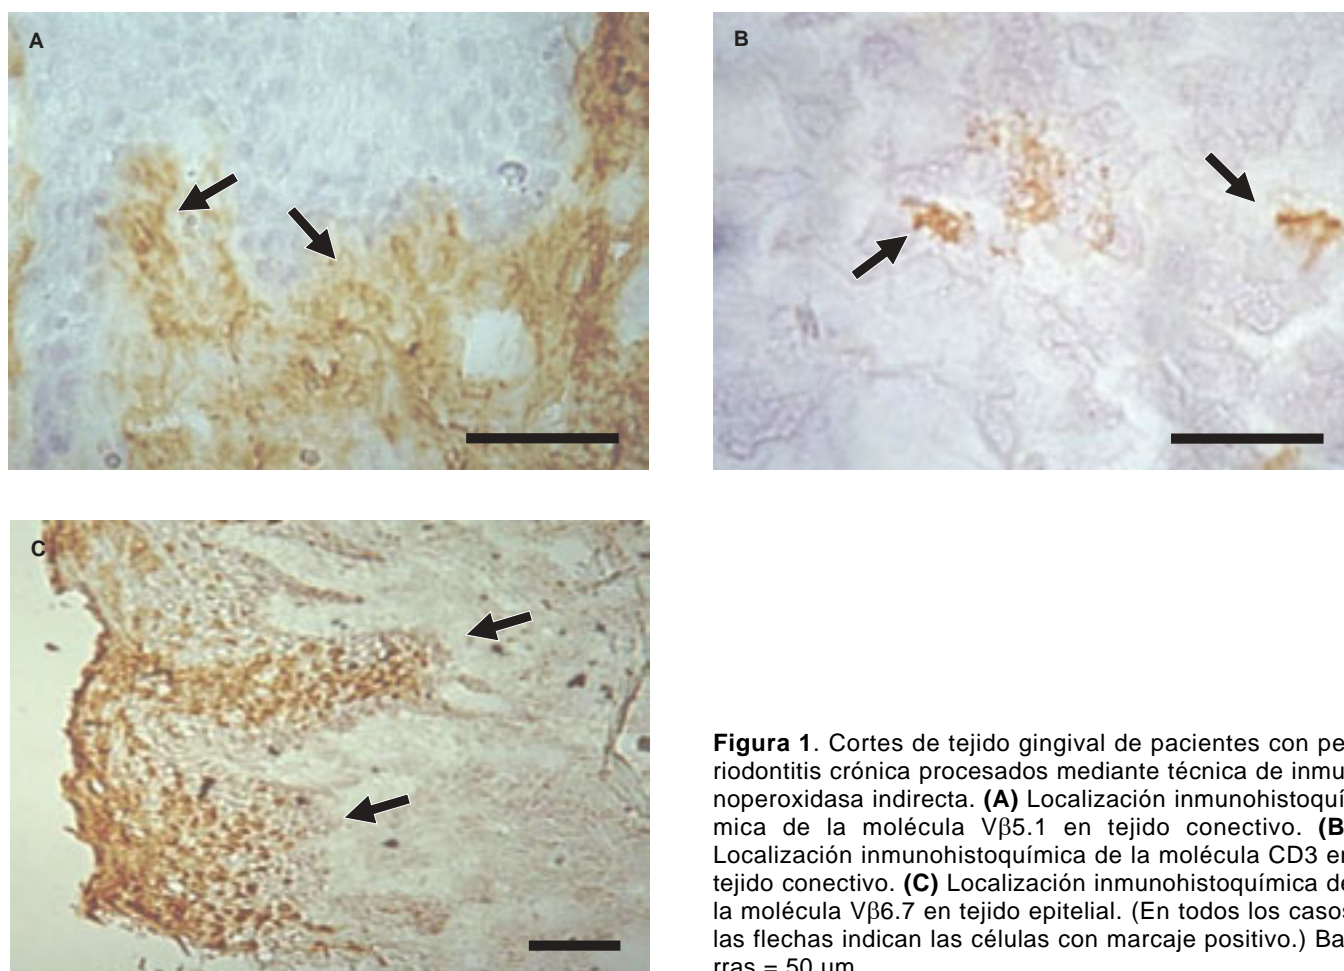 A
B
C
Figura 1. Cortes de tejido gingival de pacientes con pe-
riodontitis crónica procesados mediante técnica de inmu-
noperoxidasa indirecta. (A) Localización inmunohistoquí-
mica de la molécula Vβ5.1 en tejido conectivo. (B)
Localización inmunohistoquímica de la molécula CD3 en
tejido conectivo. (C) Localización inmunohistoquímica de
la molécula Vβ6.7 en tejido epitelial. (En todos los casos
las flechas indican las células con marcaje positivo.) Ba-
rras = 50 µm